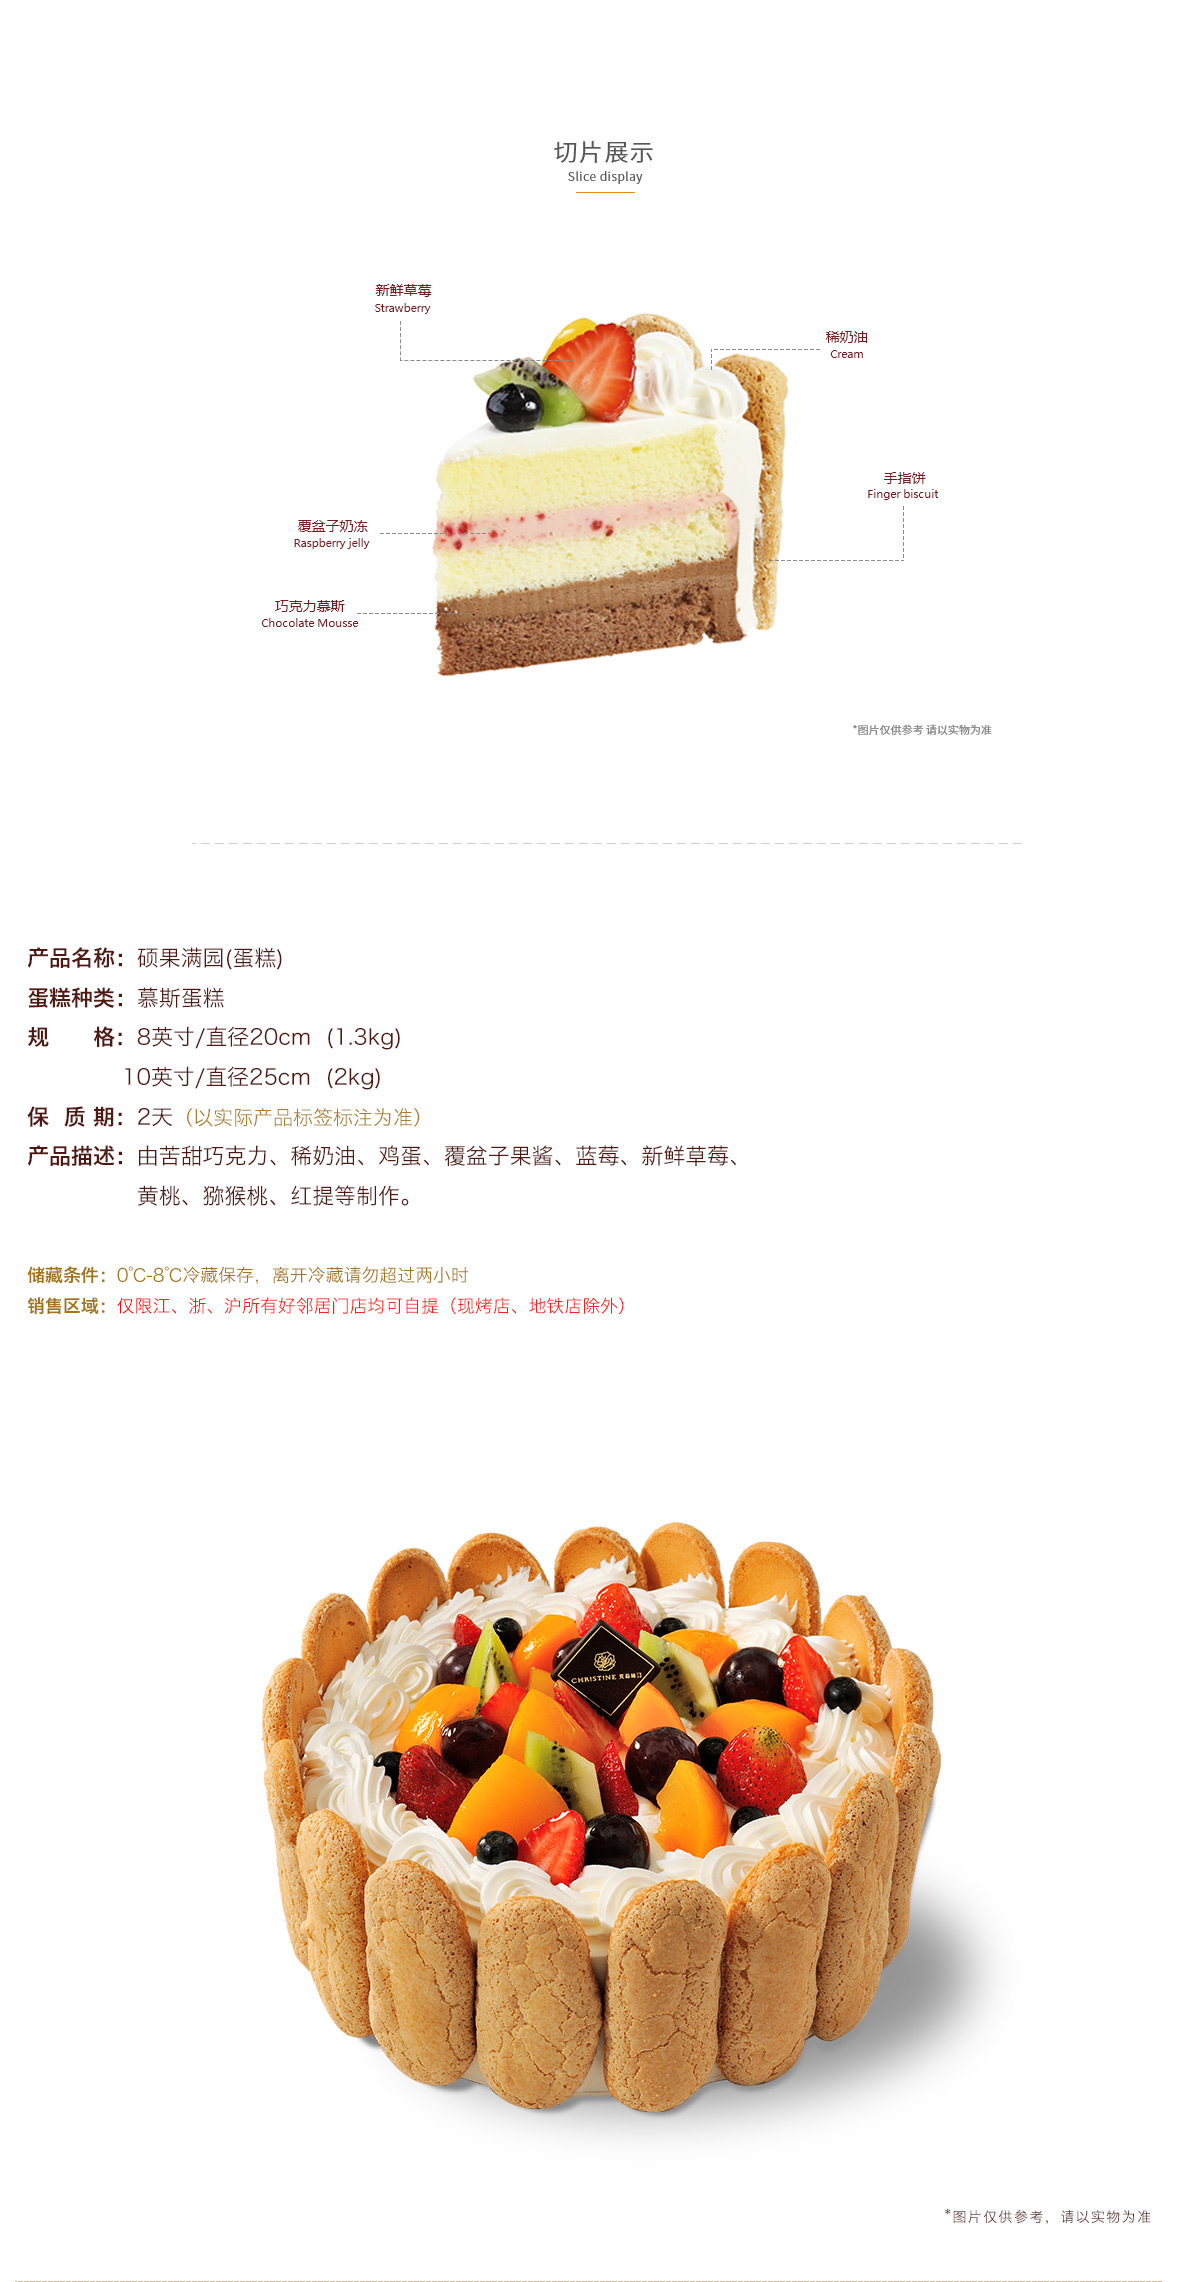 切片展示
Slice display
新鲜草莓
Strawberry
稀奶油
Cream
手指饼
Finger biscuit
覆盆子奶冻
Raspberry jelly
巧克力慕斯
Chocolate Mousse
*图片仅供参考 请以实物为准
产品名称：硕果满园(蛋糕)
蛋糕种类：慕斯蛋糕
规 格：8英寸/直径20cm (1.3kg)
10英寸/直径25cm (2kg)
保 质 期：2天（以实际产品标签标注为准）
产品描述：由苦甜巧克力、稀奶油、鸡蛋、覆盆子果酱、蓝莓、新鲜草莓、
黄桃、猕猴桃、红提等制作。
储藏条件：0℃-8℃冷藏保存，离开冷藏请勿超过两小时
销售区域：仅限江、浙、沪所有好邻居门店均可自提（现烤店、地铁店除外）
CHRISTINE 克莉絲汀
*图片仅供参考，请以实物为准